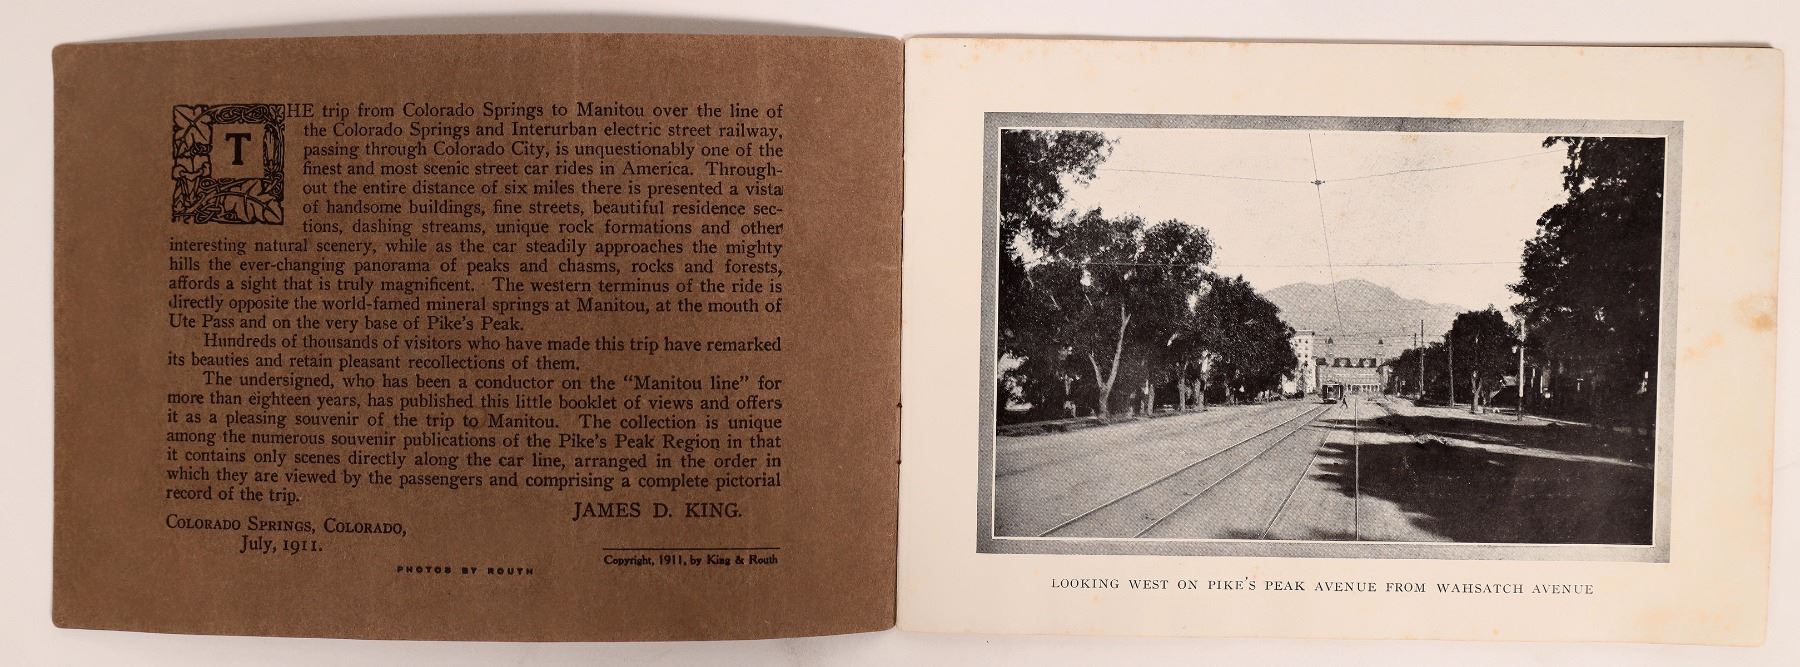 THE trip from Colorado Springs to Manitou over the line of
the Colorado Springs and Interurban electric street railway,
passing through Colorado City, is unquestionably one of the
finest and most scenic street car rides in America. Through-
out the entire distance of six miles there is presented a vista
of handsome buildings, fine streets, beautiful residence sec-
tions, dashing streams, unique rock formations and other
interesting natural scenery, while as the car steadily approaches the mighty
hills the ever-changing panorama of peaks and chasms, rocks and forests,
affords a sight that is truly magnificent. The western terminus of the ride is
directly opposite the world-famed mineral springs at Manitou, at the mouth of
Ute Pass and on the very base of Pike's Peak.
Hundreds of thousands of visitors who have made this trip have remarked
its beauties and retain pleasant recollections of them.
The undersigned, who has been a conductor on the "Manitou line" for
more than eighteen years, has published this little booklet of views and offers
it as a pleasing souvenir of the trip to Manitou. The collection is unique
among the numerous souvenir publications of the Pike's Peak Region in that
it contains only scenes directly along the car line, arranged in the order in
which they are viewed by the passengers and comprising a complete pictorial
record of the trip.
JAMES D. KING.
COLORADO SPRINGS, COLORADO,
July, 1911.
Copyright, 1911, by King & Routh
PHOTOS BY ROUTH
LOOKING WEST ON PIKE'S PEAK AVENUE FROM WAHSATCH AVENUE